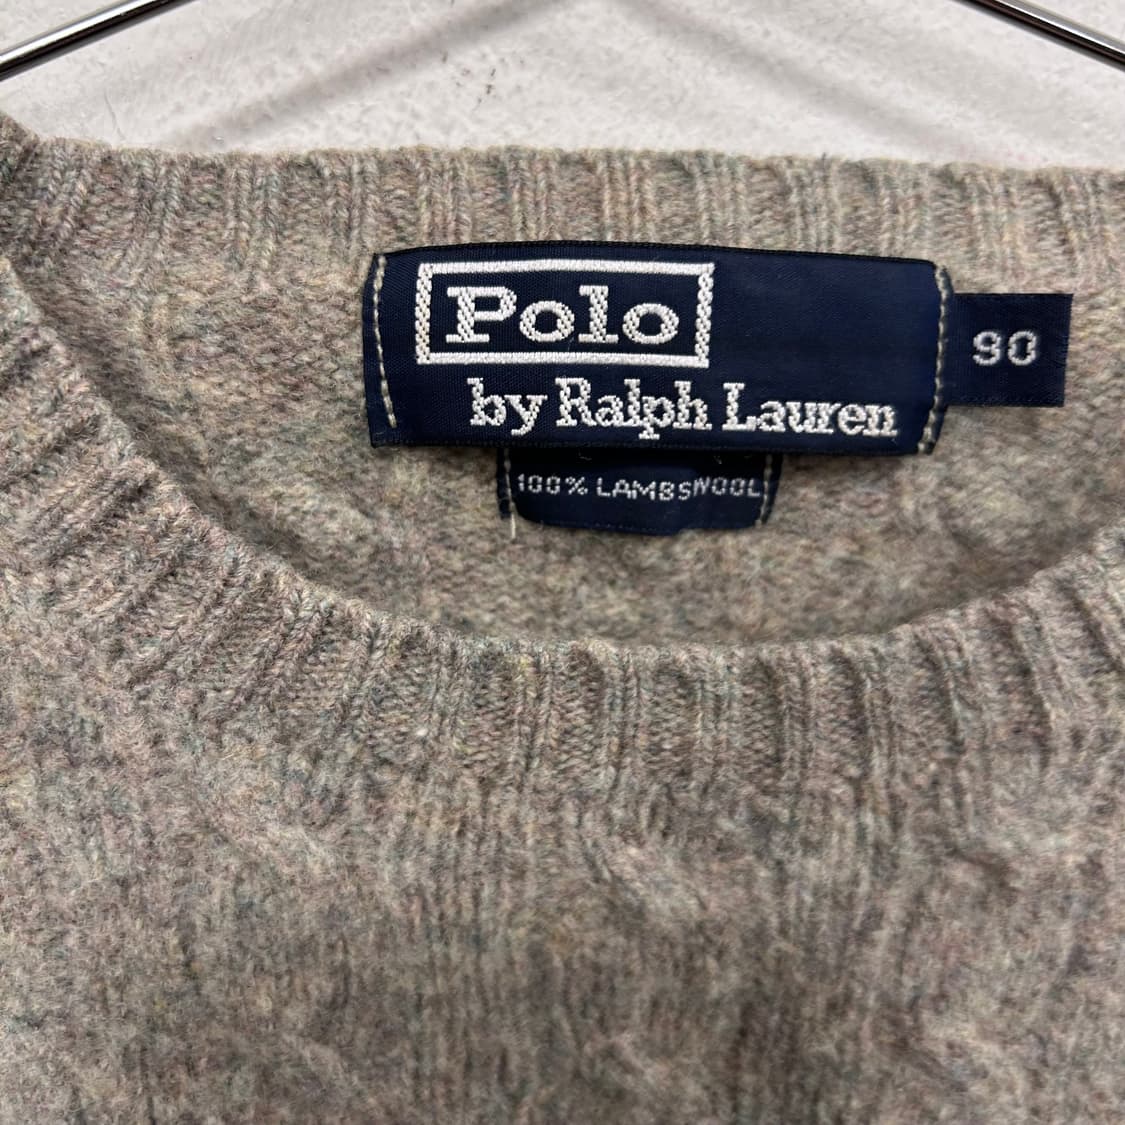 Polo
by Ralph Lauren
90
100% LAMBSWOOL